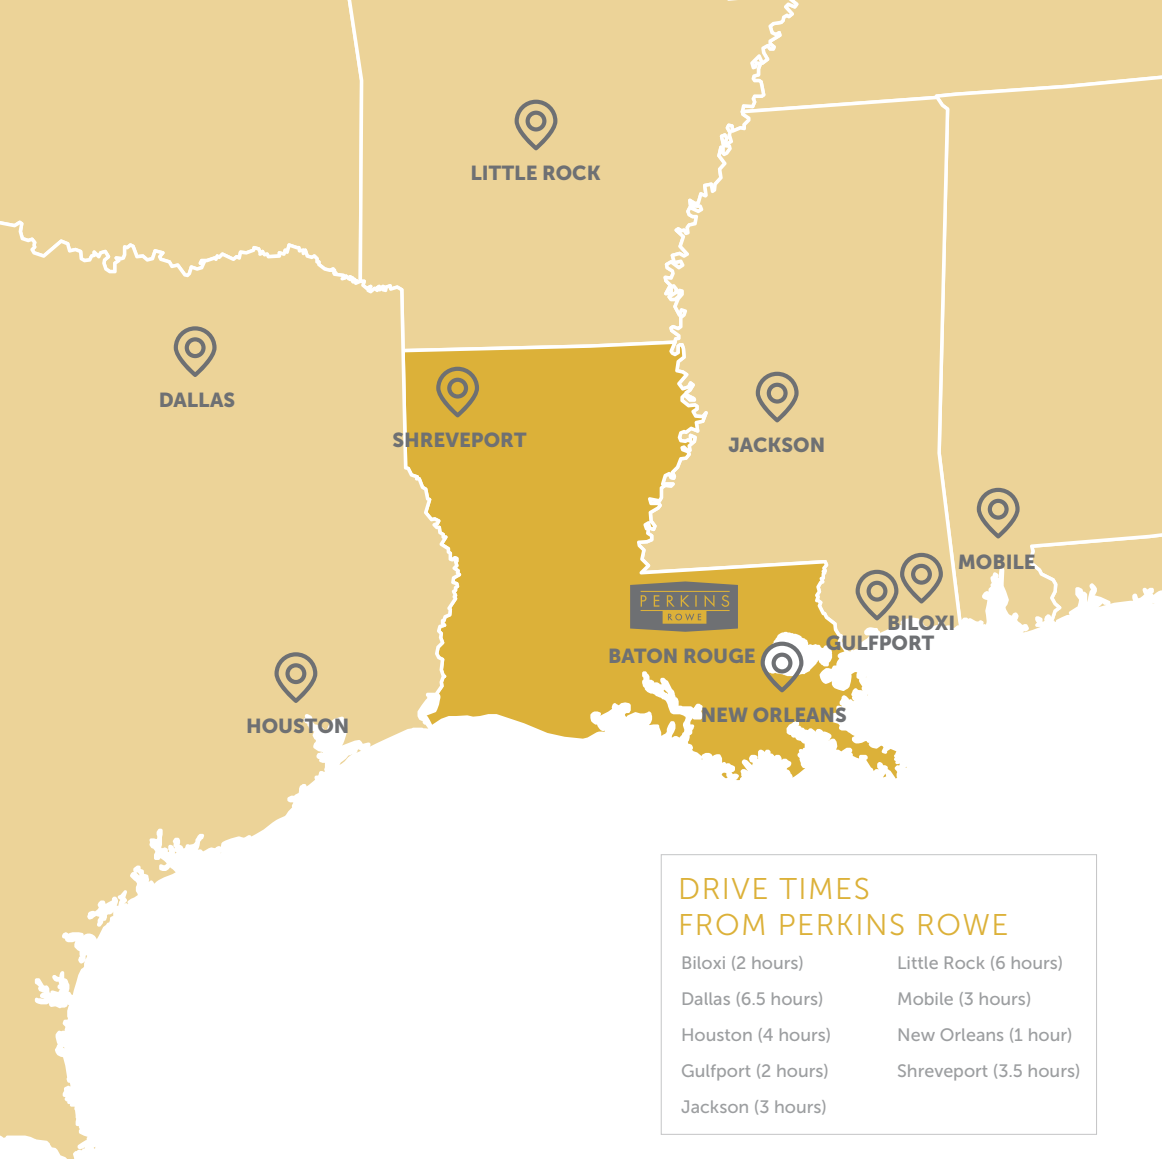 LITTLE ROCK
DALLAS
SHREVEPORT
JACKSON
MOBILE
PERKINS
ROWE
BILOXI
GULFPORT
BATON ROUGE
NEW ORLEANS
HOUSTON
DRIVE TIMES
FROM PERKINS ROWE
Biloxi (2 hours)
Dallas (6.5 hours)
Houston (4 hours)
Gulfport (2 hours)
Jackson (3 hours)
Little Rock (6 hours)
Mobile (3 hours)
New Orleans (1 hour)
Shreveport (3.5 hours)